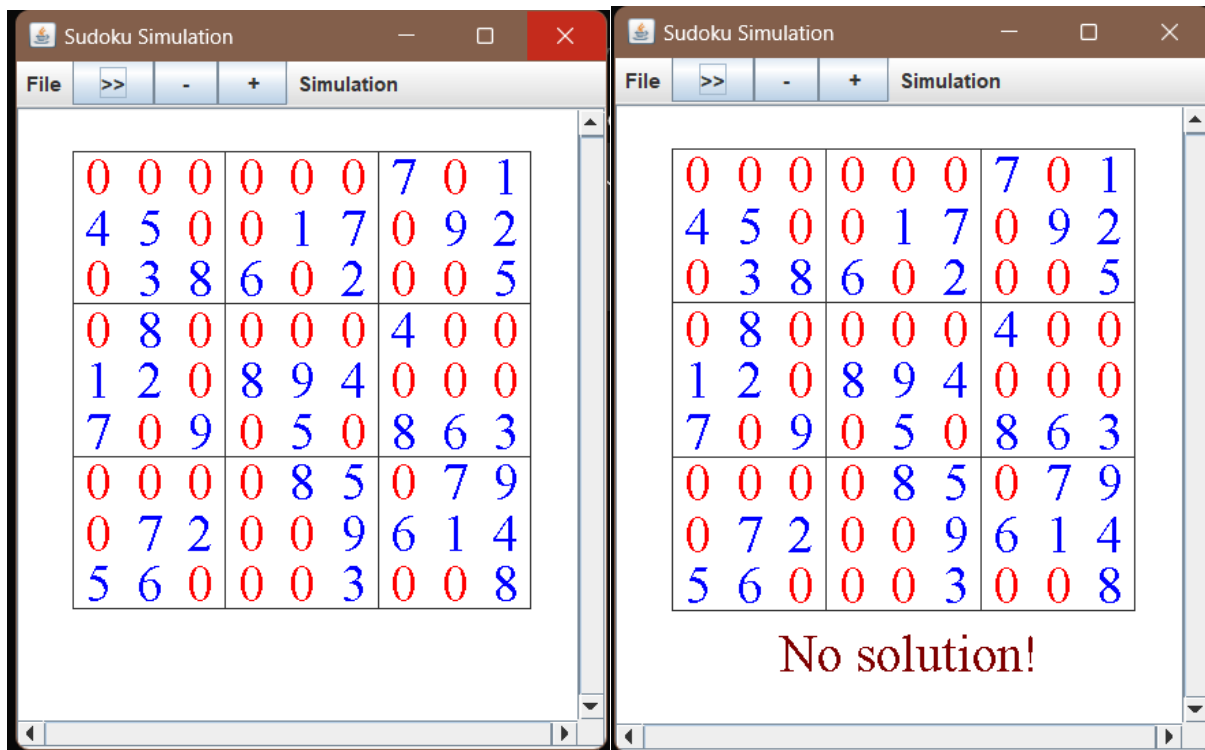 Sudoku Simulation
File >> - + Simulation
0 0 0 0 0 0 7 0 1
4 5 0 0 1 7 0 9 2
0 3 8 6 0 2 0 0 5
0 8 0 0 0 0 4 0 0
1 2 0 8 9 4 0 0 0
7 0 9 0 5 0 8 6 3
0 0 0 0 8 5 0 7 9
0 7 2 0 0 9 6 1 4
5 6 0 0 0 3 0 0 8
Sudoku Simulation
File >> - + Simulation
0 0 0 0 0 0 7 0 1
4 5 0 0 1 7 0 9 2
0 3 8 6 0 2 0 0 5
0 8 0 0 0 0 4 0 0
1 2 0 8 9 4 0 0 0
7 0 9 0 5 0 8 6 3
0 0 0 0 8 5 0 7 9
0 7 2 0 0 9 6 1 4
5 6 0 0 0 3 0 0 8
No solution!